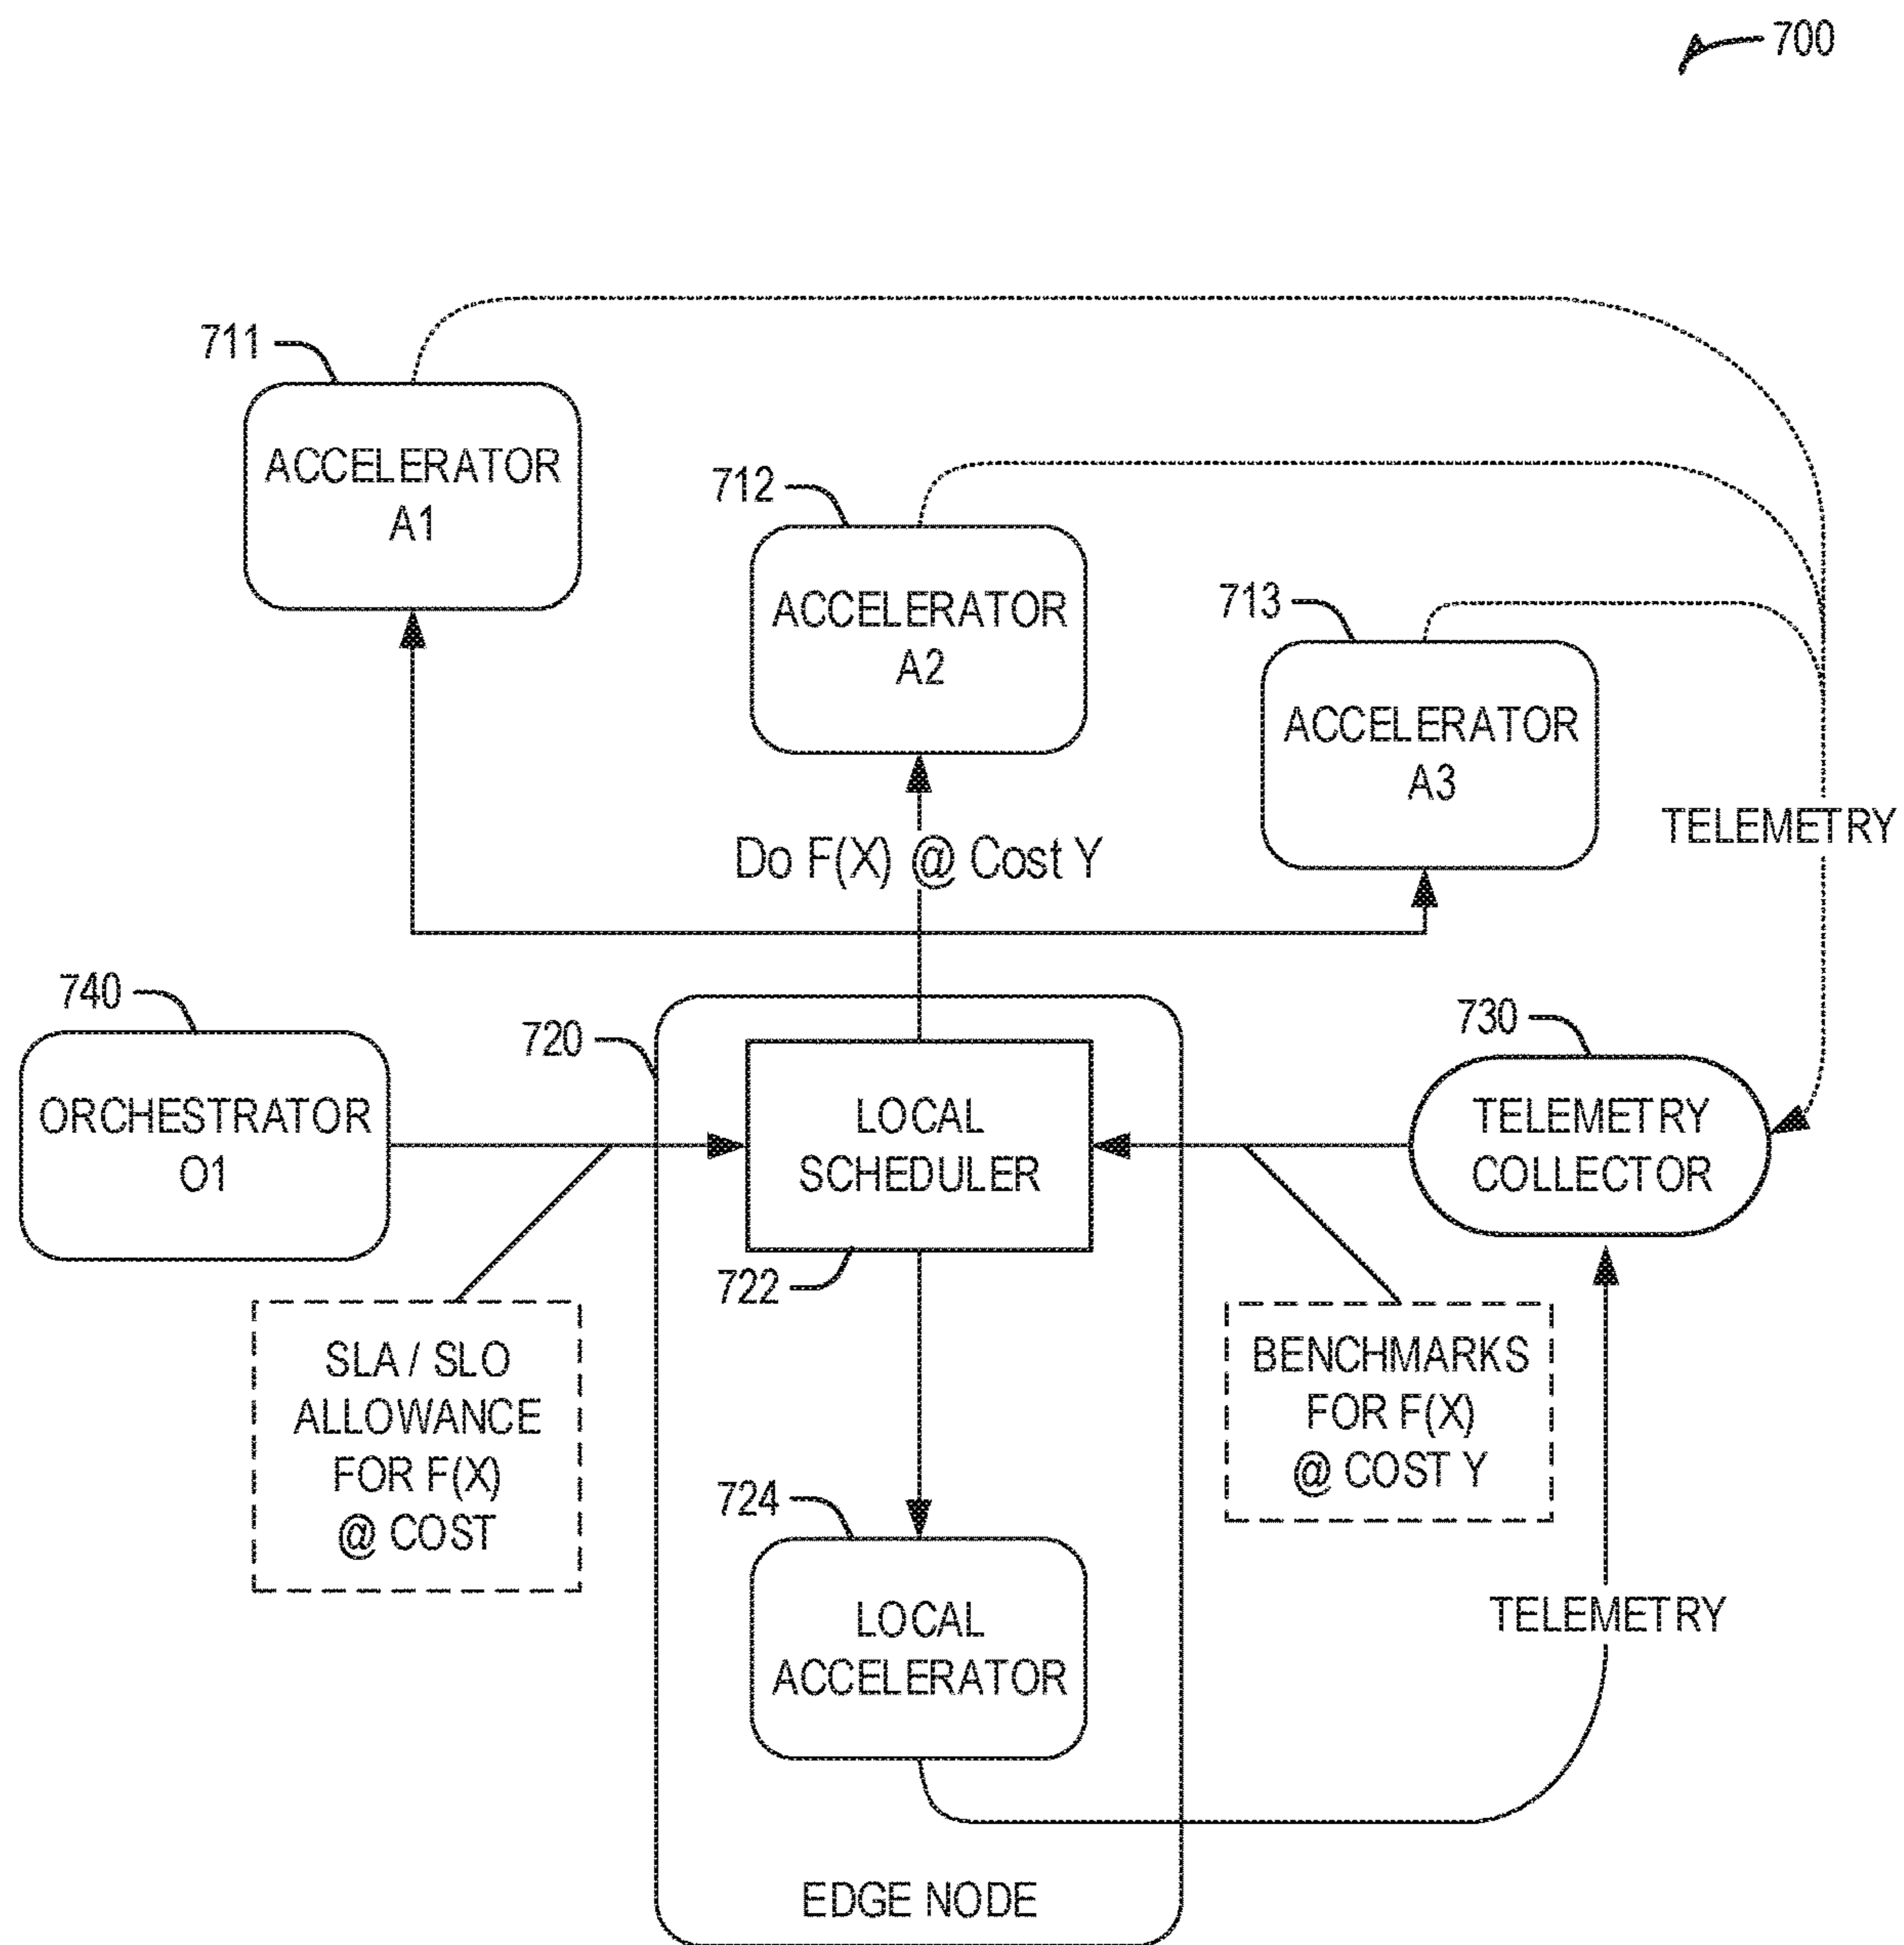 700
711
ACCELERATOR
A1
712
ACCELERATOR
A2
713
ACCELERATOR
A3
TELEMETRY
Do F(X) @ Cost Y
740
ORCHESTRATOR
O1
720
LOCAL
SCHEDULER
722
730
TELEMETRY
COLLECTOR
SLA / SLO
ALLOWANCE
FOR F(X)
@ COST
BENCHMARKS
FOR F(X)
@ COST Y
724
LOCAL
ACCELERATOR
TELEMETRY
EDGE NODE